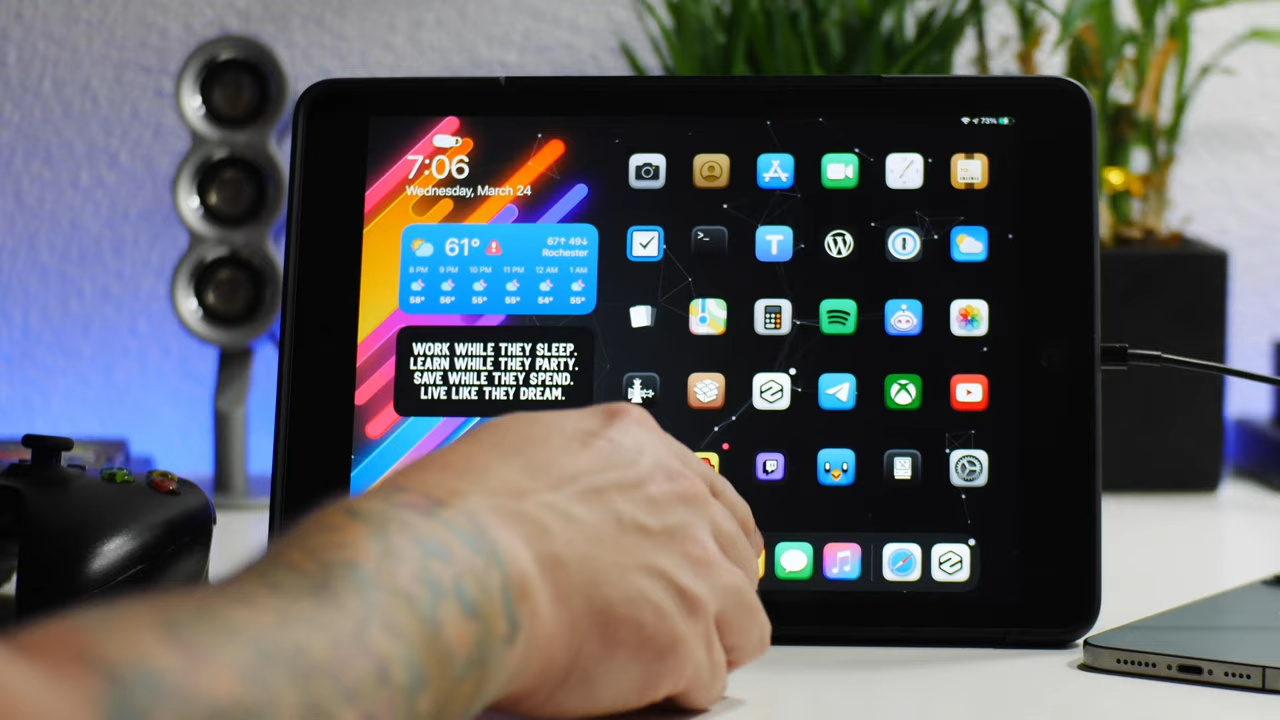 73%
7:06
Wednesday, March 24
61°
67↑ 49↓
Rochester
8 PM 9 PM 10 PM 11 PM 12 AM 1 AM
58° 56° 55° 55° 54° 55°
WORK WHILE THEY SLEEP.
LEARN WHILE THEY PARTY.
SAVE WHILE THEY SPEND.
LIVE LIKE THEY DREAM.
>_
T
W